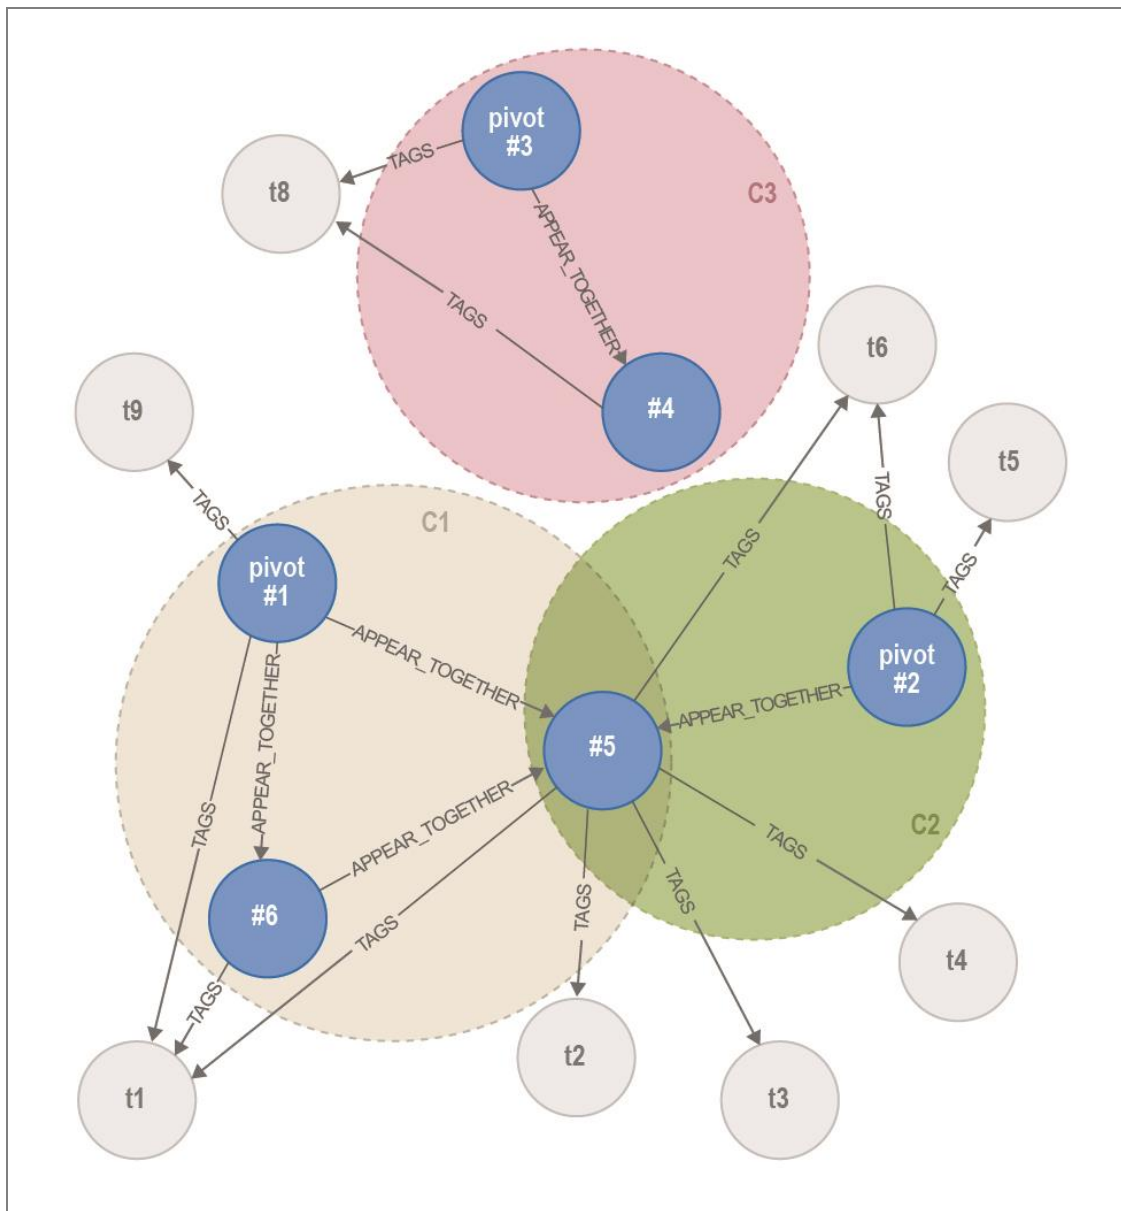 pivot
#3
TAGS
t8
C3
APPEAR_TOGETHER
TAGS
t6
#4
t9
t5
TAGS
C1
TAGS
TAGS
TAGS
pivot
#1
APPEAR_TOGETHER
pivot
#2
APPEAR_TOGETHER
#5
APPEAR_TOGETHER
TAGS
APPEAR_TOGETHER
C2
TAGS
TAGS
TAGS
#6
TAGS
t4
TAGS
t2
t1
t3